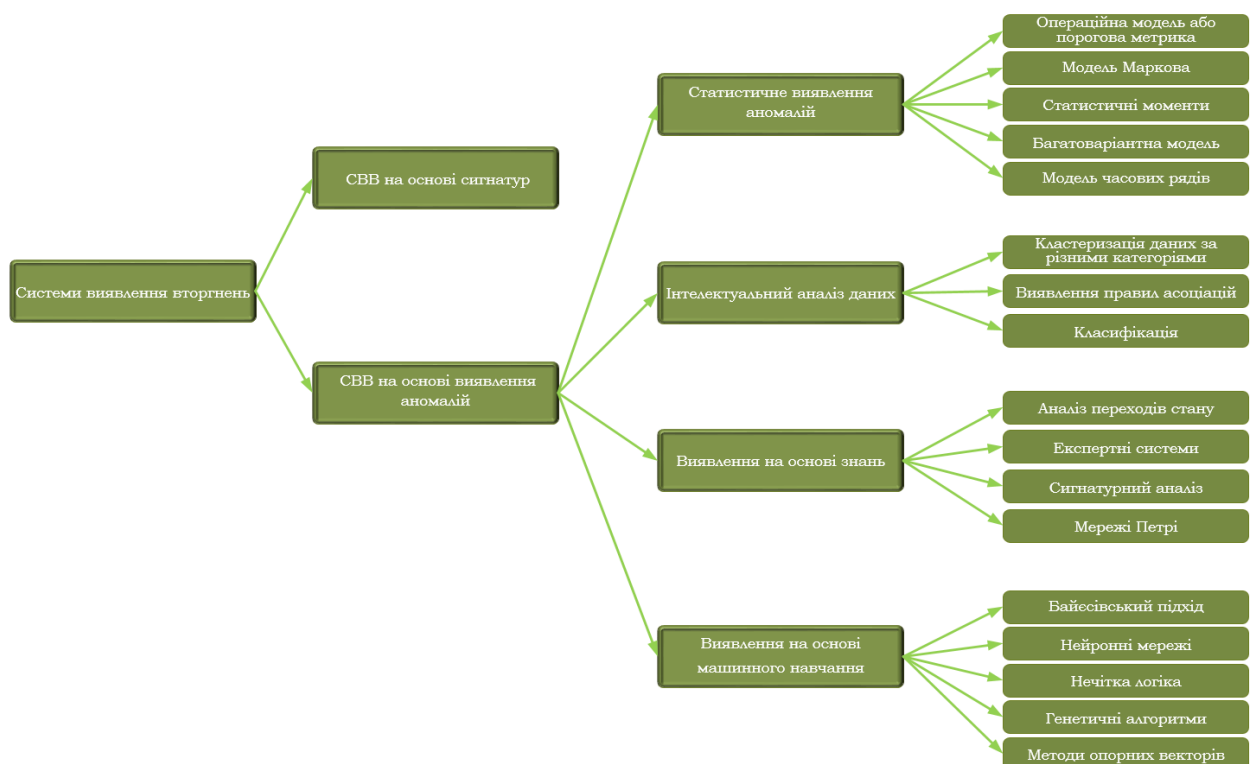 Системи виявлення вторгнень
СВВ на основі сигнатур
СВВ на основі виявлення
аномалій
Статистичне виявлення
аномалій
Інтелектуальний аналіз даних
Виявлення на основі знань
Виявлення на основі
машинного навчання
Операційна модель або
порогова метрика
Модель Маркова
Статистичні моменти
Багатоваріантна модель
Модель часових рядів
Кластеризація даних за
різними категоріями
Виявлення правил асоціацій
Класифікація
Аналіз переходів стану
Експертні системи
Сигнатурний аналіз
Мережі Петрі
Байєсівський підхід
Нейронні мережі
Нечітка логіка
Генетичні алгоритми
Методи опорних векторів